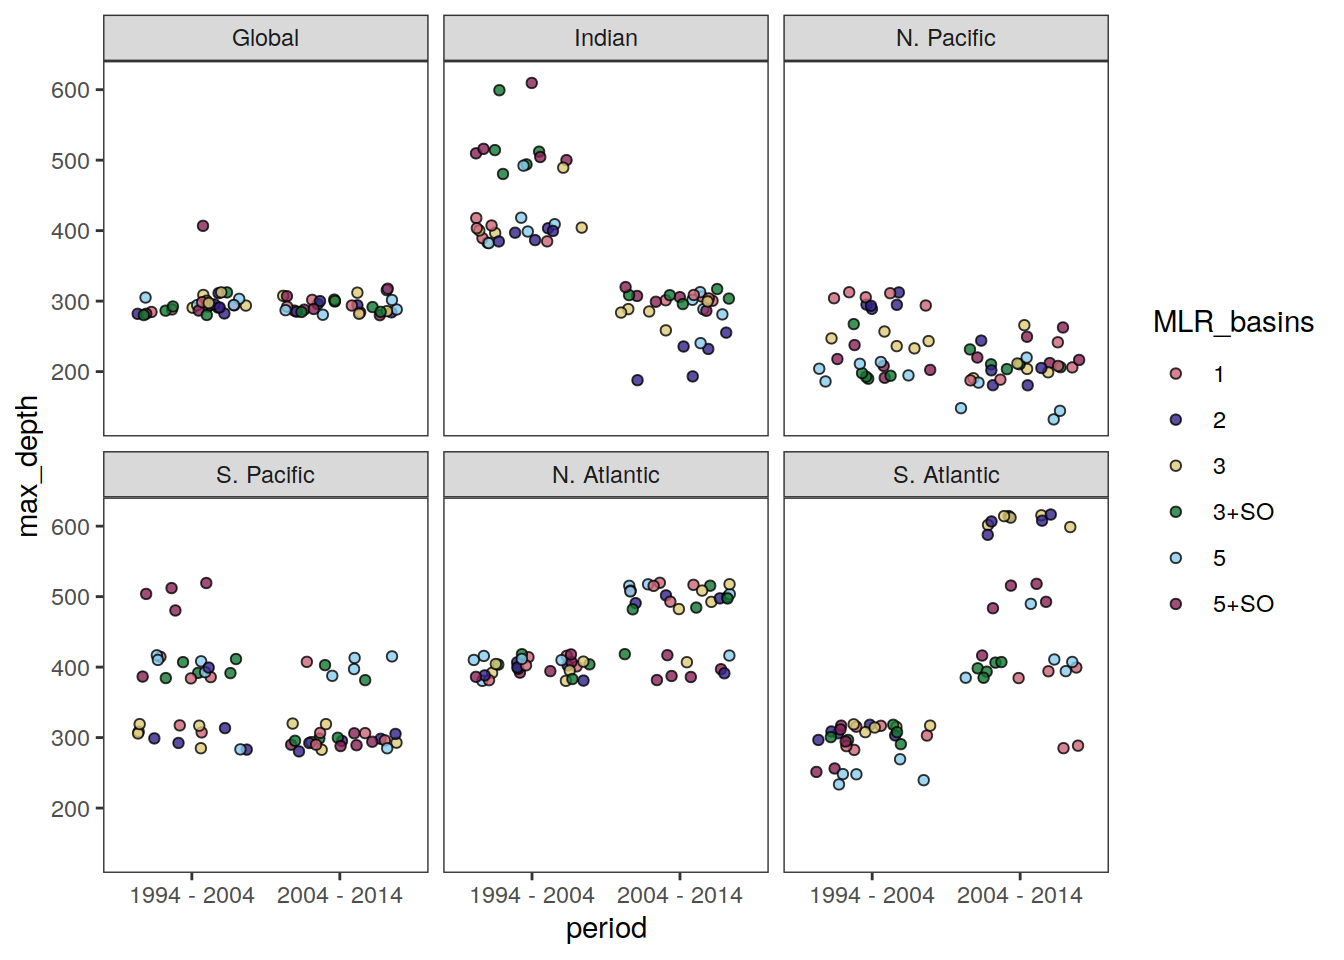 Global
Indian
N. Pacific
600
500
400
300
200
S. Pacific
N. Atlantic
S. Atlantic
600
500
400
300
200
max_depth
1994 - 2004
2004 - 2014
1994 - 2004
2004 - 2014
1994 - 2004
2004 - 2014
period
MLR_basins
1
2
3
3+SO
5
5+SO